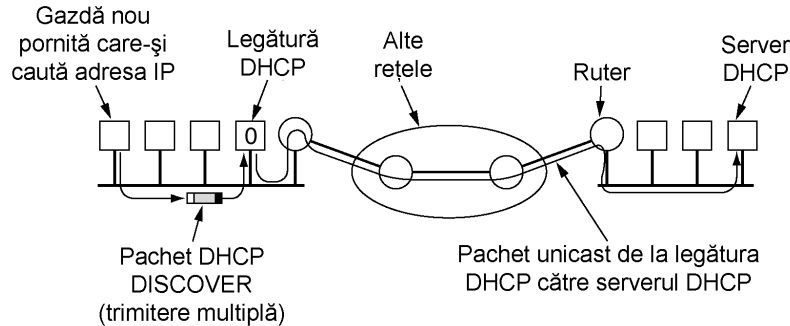 Gazdă nou
pornită care-şi
caută adresa IP
Legătură
DHCP
Alte
reţele
Ruter
Server
DHCP
0
Pachet DHCP
DISCOVER
(trimitere multiplă)
Pachet unicast de la legătura
DHCP către serverul DHCP